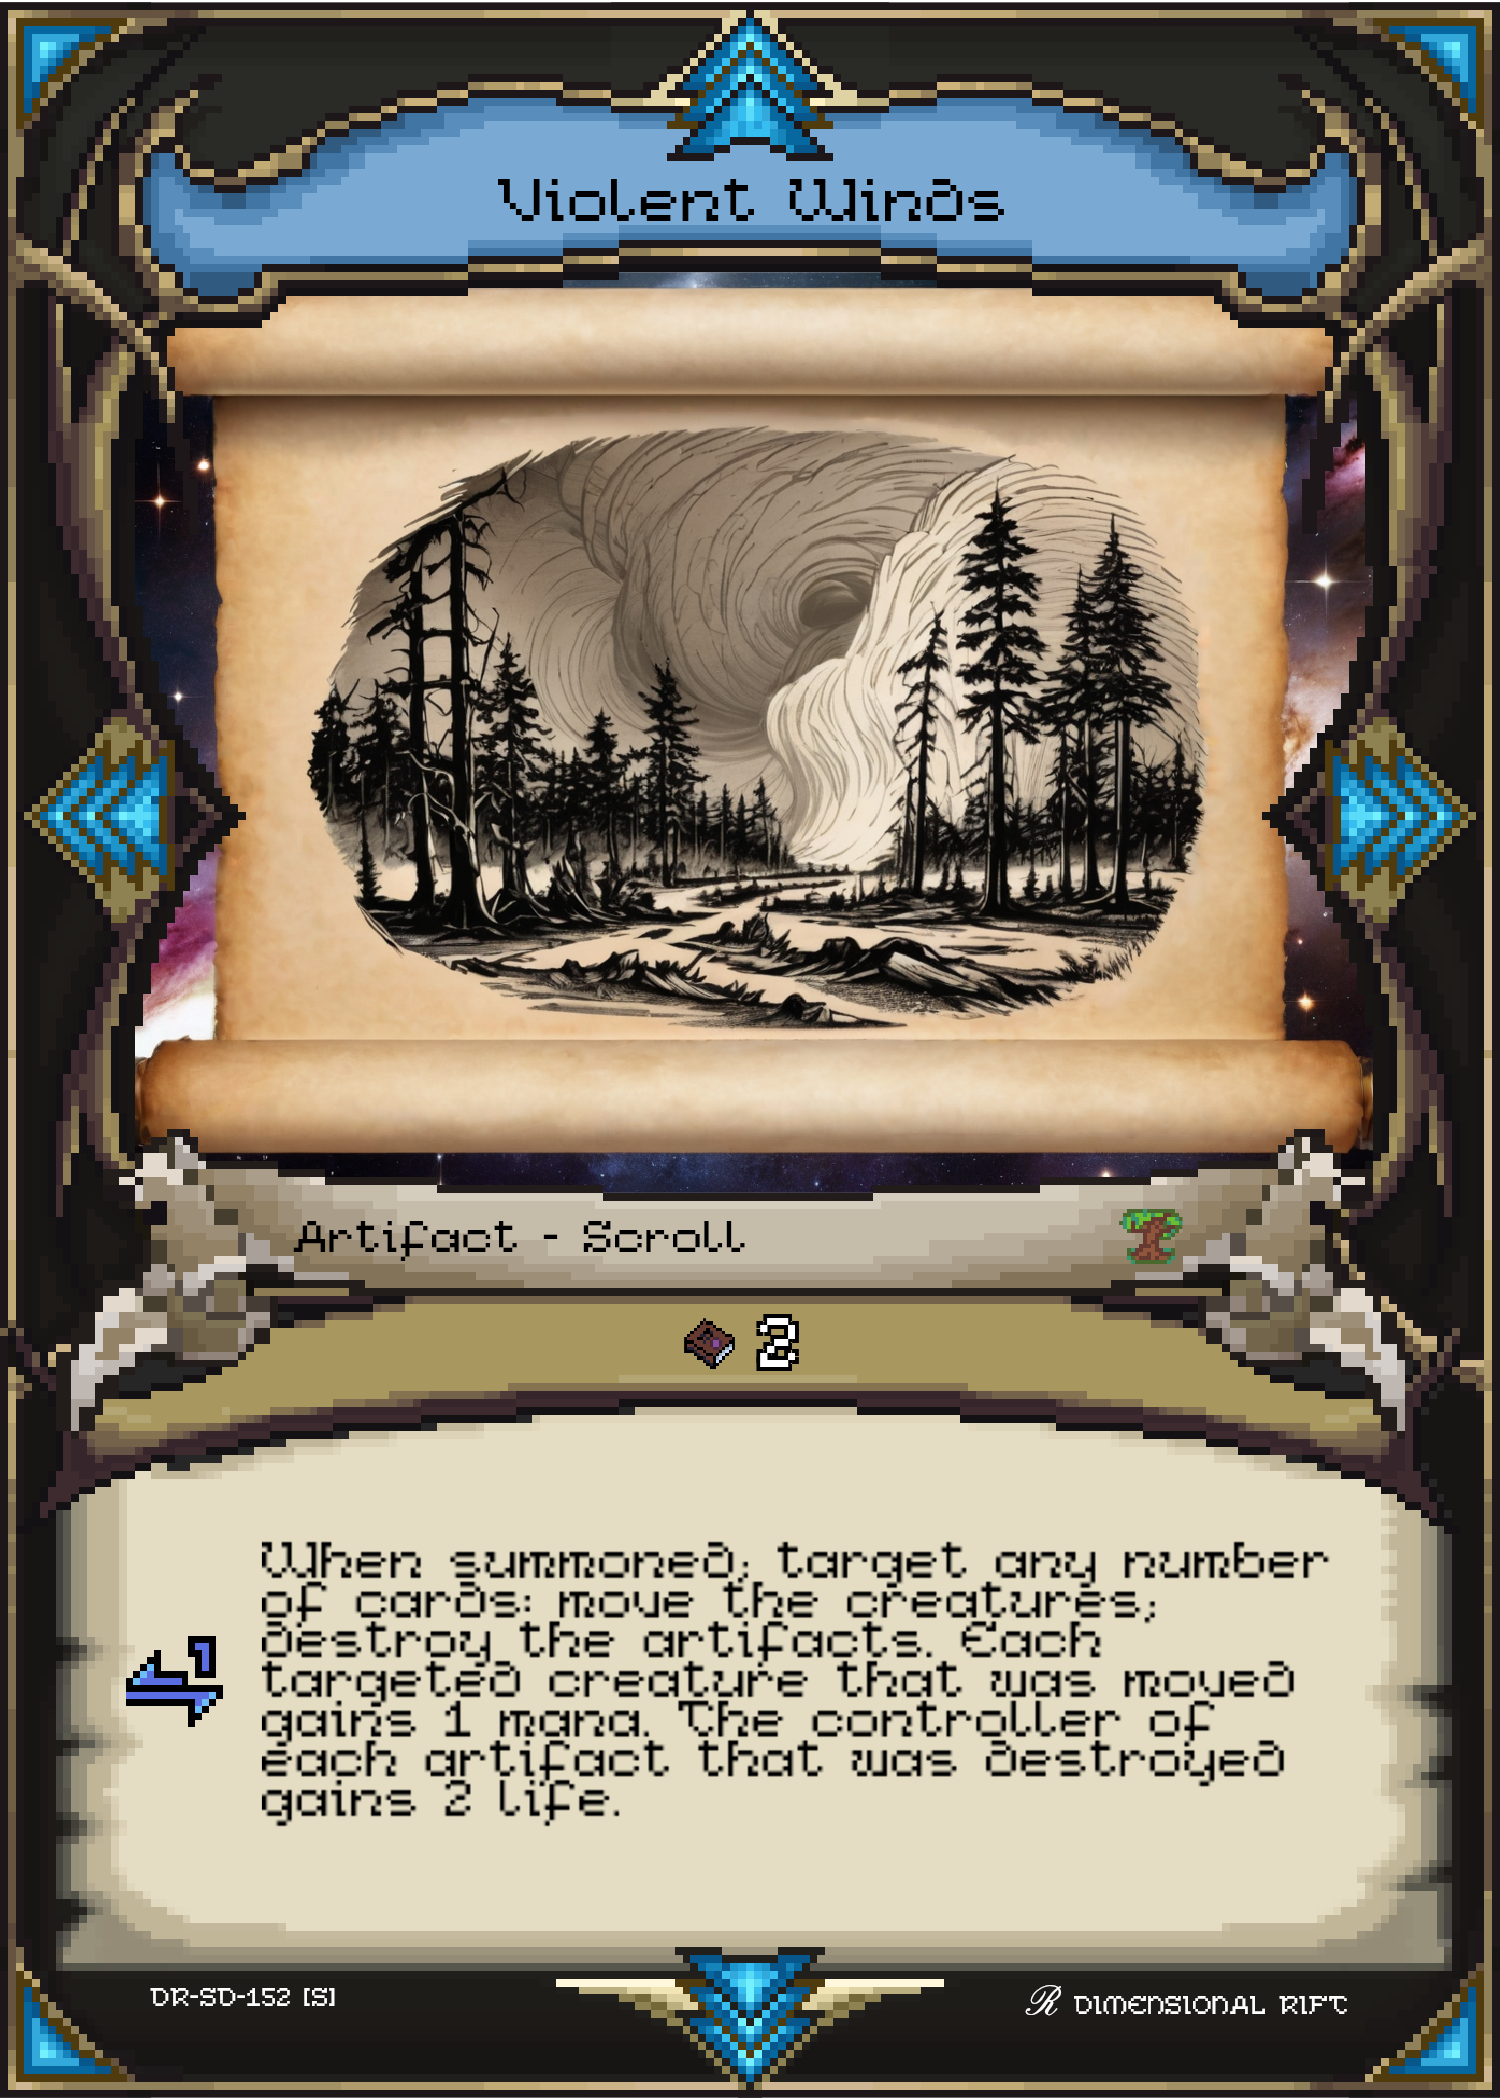 Violent Winds
Artifact - Scroll
3
1
When summoned; target any number
of cards: move the creatures;
destroy the artifacts. Each
targeted creature that was moved
gains 1 mana. The controller of
each artifact that was destroyed
gains 2 life.
DR-SD-152 [S]
R DIMENSIONAL RIFT